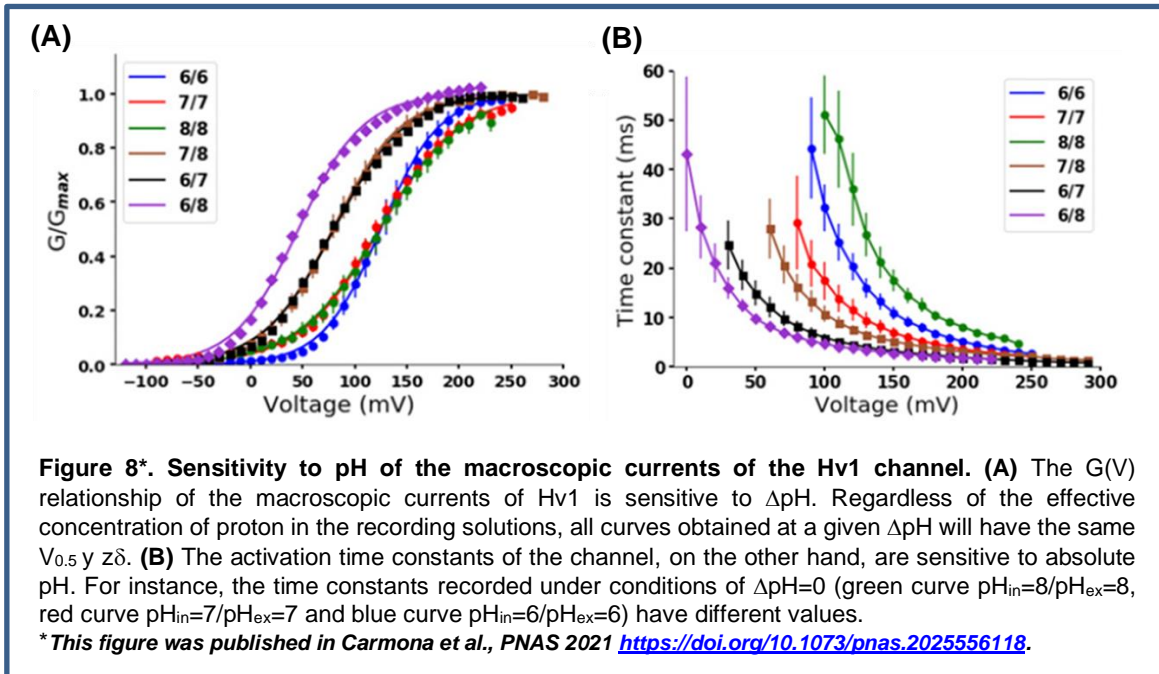 (A)
(B)
6/6
7/7
8/8
7/8
6/7
6/8
1.0
0.8
0.6
0.4
0.2
0.0
G/Gmax
−100 −50 0 50 100 150 200 250 300
Voltage (mV)
60
50
40
30
20
10
0
Time constant (ms)
6/6
7/7
8/8
7/8
6/7
6/8
0 50 100 150 200 250 300
Voltage (mV)
Figure 8*. Sensitivity to pH of the macroscopic currents of the Hv1 channel. (A) The G(V)
relationship of the macroscopic currents of Hv1 is sensitive to ΔpH. Regardless of the effective
concentration of proton in the recording solutions, all curves obtained at a given ΔpH will have the same
V0.5 y zδ. (B) The activation time constants of the channel, on the other hand, are sensitive to absolute
pH. For instance, the time constants recorded under conditions of ΔpH=0 (green curve pHin=8/pHex=8,
red curve pHin=7/pHex=7 and blue curve pHin=6/pHex=6) have different values.
*This figure was published in Carmona et al., PNAS 2021 https://doi.org/10.1073/pnas.2025556118.